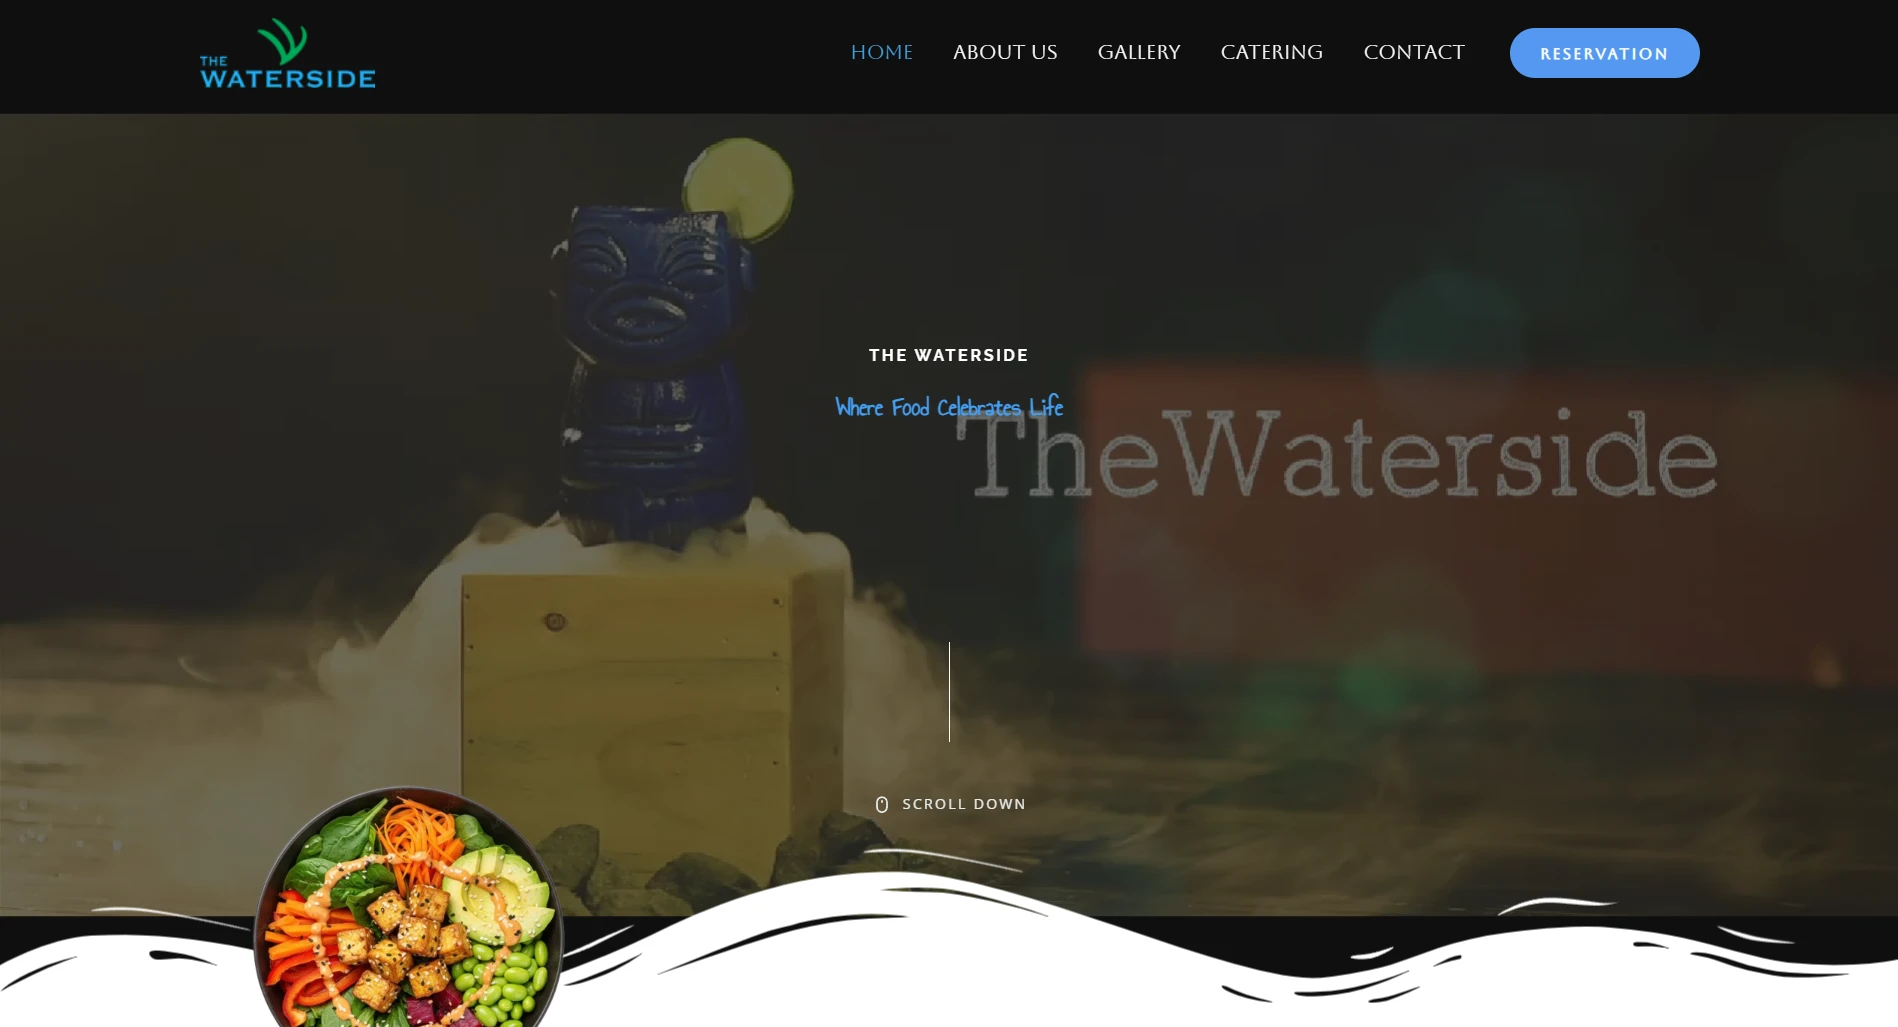 THE
WATERSIDE
HOME
ABOUT US
GALLERY
CATERING
CONTACT
RESERVATION
THE WATERSIDE
Where Food Celebrates Life
TheWaterside
SCROLL DOWN